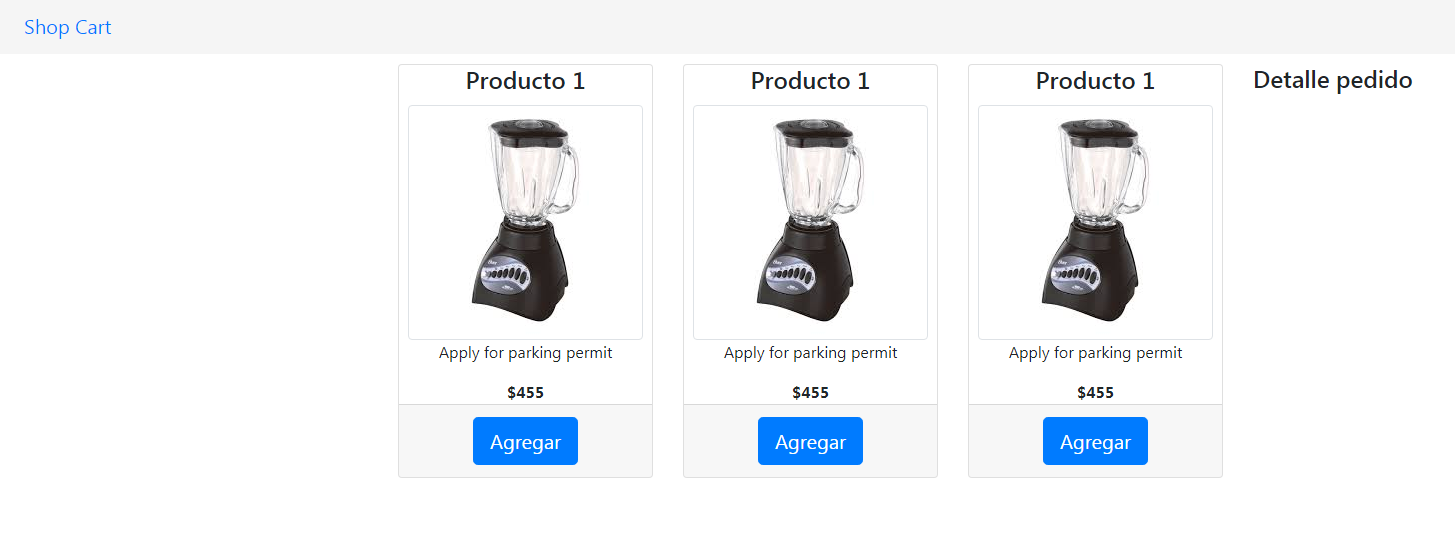 Shop Cart
Producto 1
Apply for parking permit
$455
Agregar
Producto 1
Apply for parking permit
$455
Agregar
Producto 1
Apply for parking permit
$455
Agregar
Detalle pedido